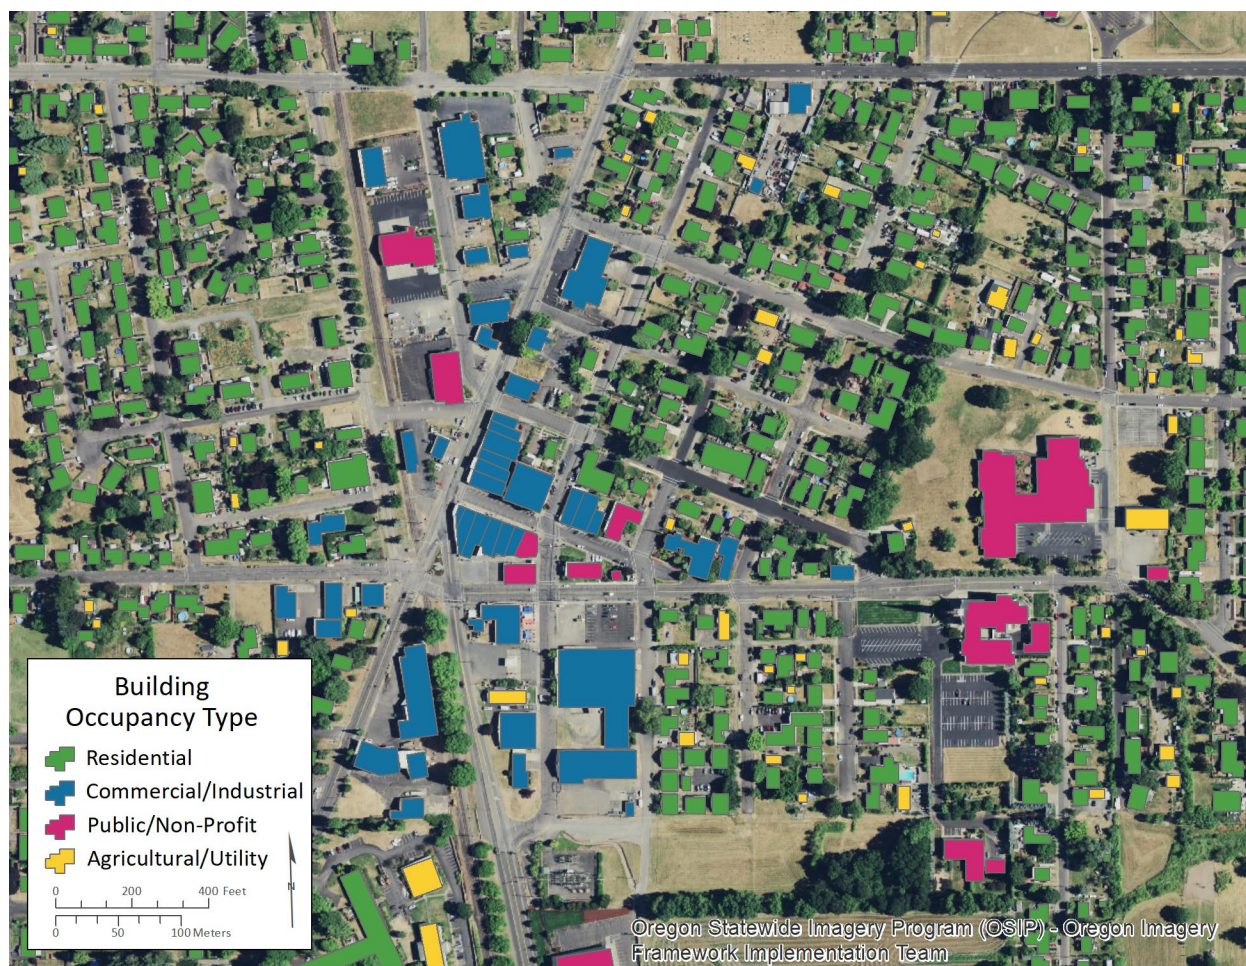 Building
Occupancy Type
Residential
Commercial/Industrial
Public/Non-Profit
Agricultural/Utility
0 200 400 Feet
N
0 50 100 Meters
Oregon Statewide Imagery Program (OSIP) - Oregon Imagery
Framework Implementation Team